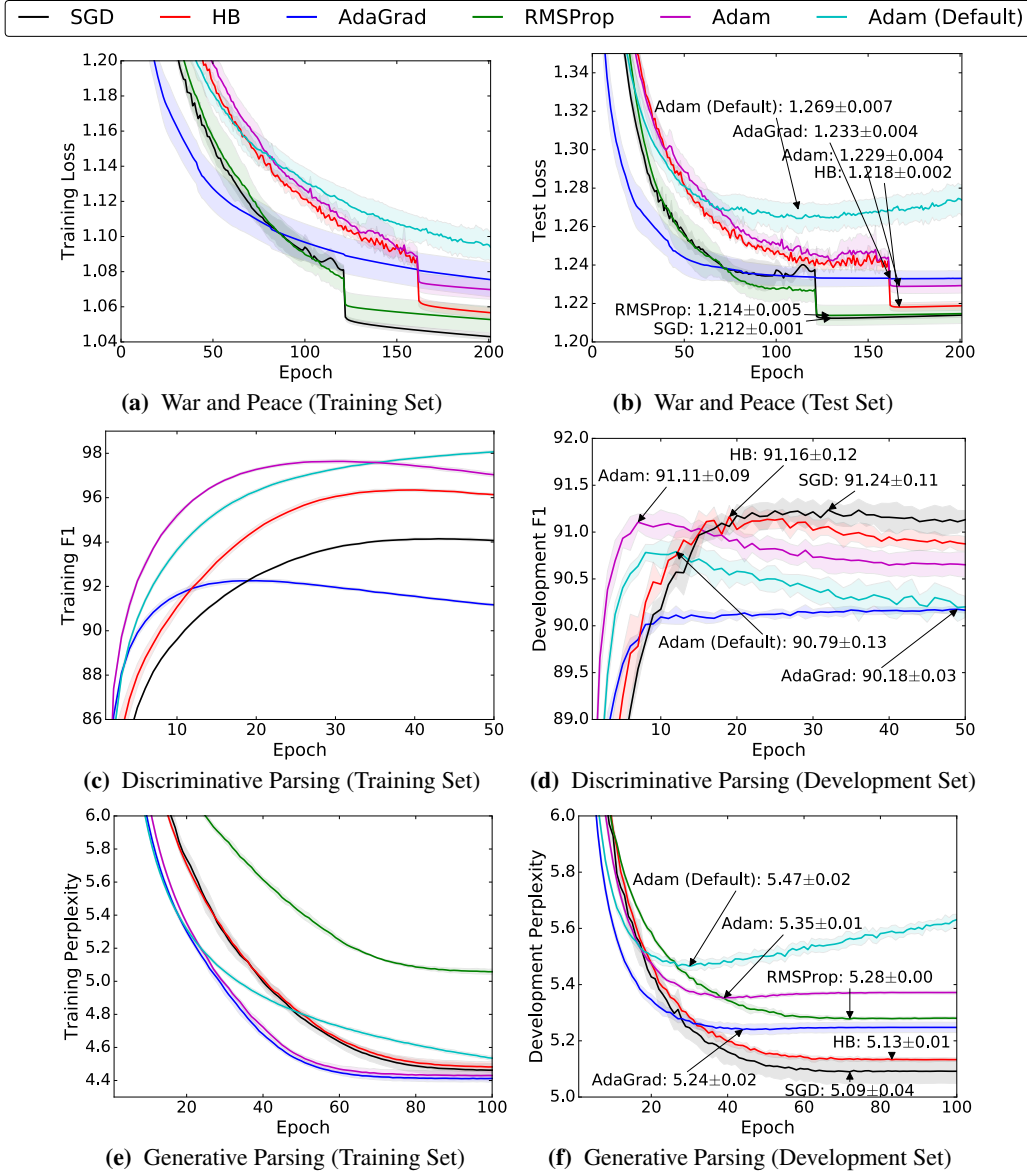 SGD HB AdaGrad RMSProp Adam Adam (Default)
1.20
1.18
1.16
1.14
1.12
1.10
1.08
1.06
1.04
0 50 100 150 200
Training Loss
Epoch
(a) War and Peace (Training Set)
1.34
1.32
1.30
1.28
1.26
1.24
1.22
1.20
0 50 100 150 200
Test Loss
Epoch
Adam (Default): 1.269±0.007
AdaGrad: 1.233±0.004
Adam: 1.229±0.004
HB: 1.218±0.002
RMSProp: 1.214±0.005
SGD: 1.212±0.001
(b) War and Peace (Test Set)
98
96
94
92
90
88
86
10 20 30 40 50
Training F1
Epoch
(c) Discriminative Parsing (Training Set)
92.0
91.5
91.0
90.5
90.0
89.5
89.0
10 20 30 40 50
Development F1
Epoch
HB: 91.16±0.12
Adam: 91.11±0.09
SGD: 91.24±0.11
Adam (Default): 90.79±0.13
AdaGrad: 90.18±0.03
(d) Discriminative Parsing (Development Set)
6.0
5.8
5.6
5.4
5.2
5.0
4.8
4.6
4.4
20 40 60 80 100
Training Perplexity
Epoch
(e) Generative Parsing (Training Set)
6.0
5.8
5.6
5.4
5.2
5.0
20 40 60 80 100
Development Perplexity
Epoch
Adam (Default): 5.47±0.02
Adam: 5.35±0.01
RMSProp: 5.28±0.00
HB: 5.13±0.01
AdaGrad: 5.24±0.02
SGD: 5.09±0.04
(f) Generative Parsing (Development Set)